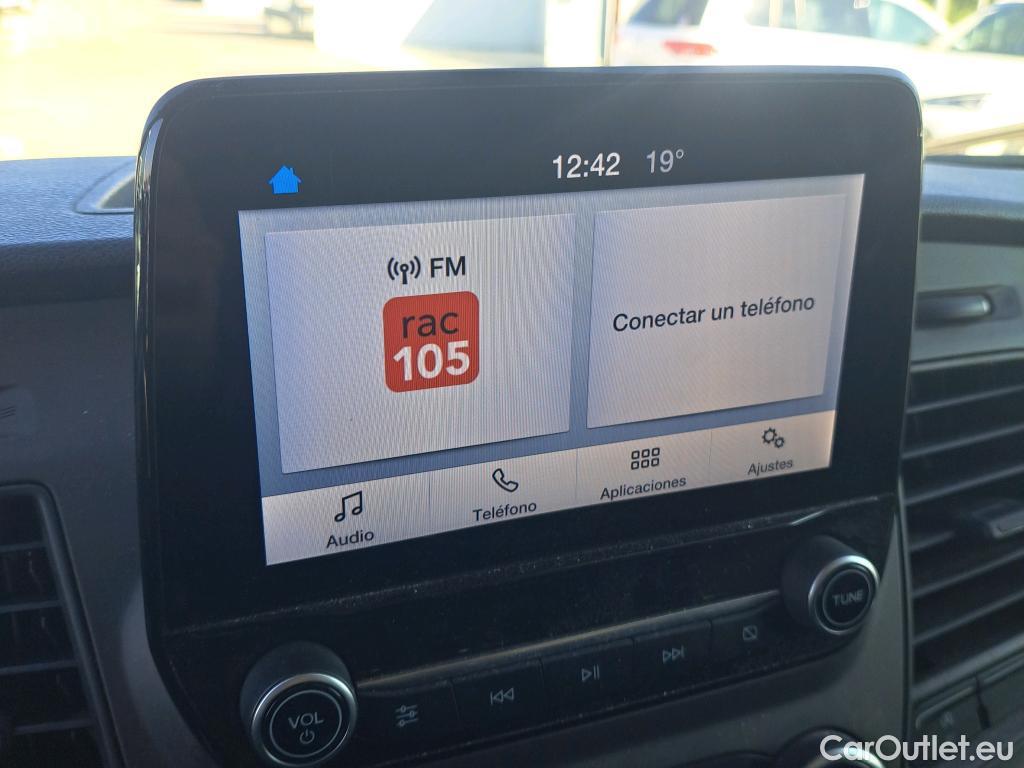 12:42 19°
FM
rac
105
Conectar un teléfono
Audio
Teléfono
Aplicaciones
Ajustes
VOL
TUNE
CarOutlet.eu